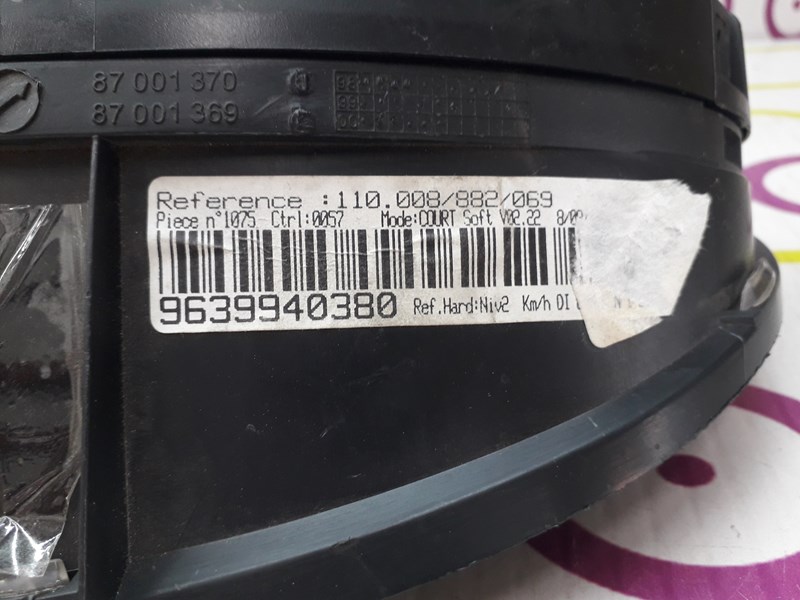 87 001 370
87 001 369
Reference :110.008/882/069
Piece n°1075 Ctrl:0057 Mode:COURT Soft V02.22
9639940380 Ref.Hard:Niv2 Km/h DI